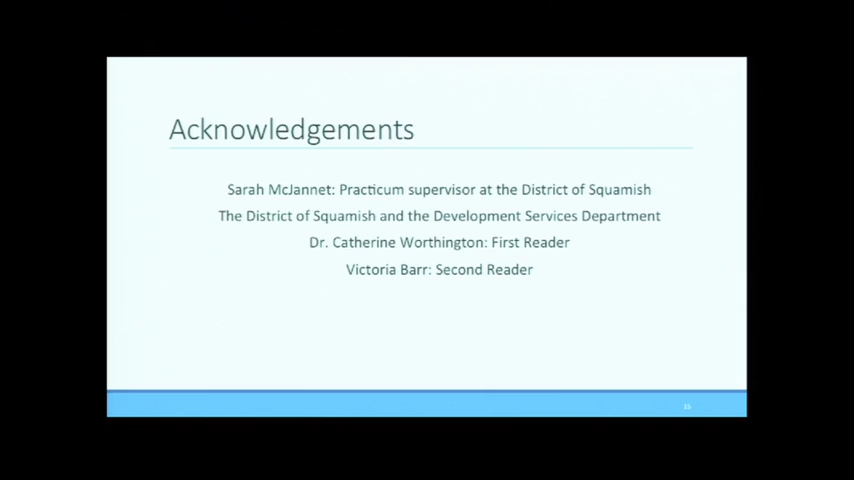 Acknowledgements
Sarah McJannet: Practicum supervisor at the District of Squamish
The District of Squamish and the Development Services Department
Dr. Catherine Worthington: First Reader
Victoria Barr: Second Reader
15